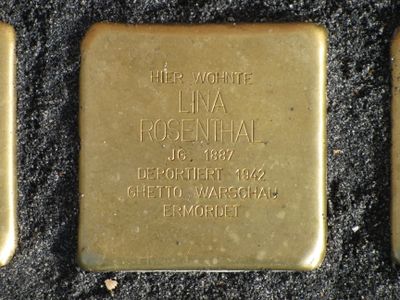 HIER WOHNTE
LINA
ROSENTHAL
JG. 1887
DEPORTIERT 1942
GHETTO WARSCHAU
ERMORDET